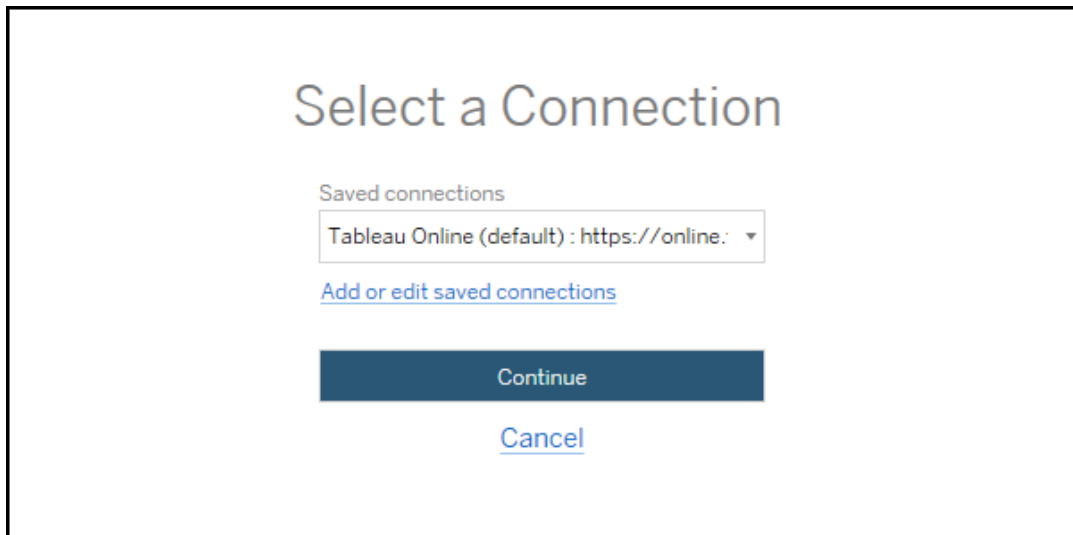 Select a Connection
Saved connections
Tableau Online (default) : https://online.
Add or edit saved connections
Continue
Cancel